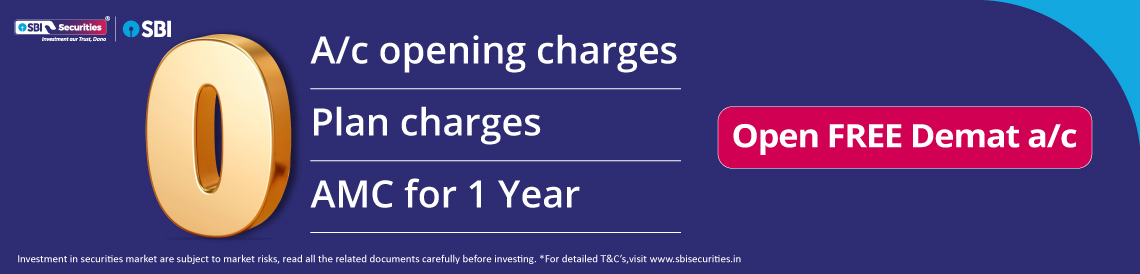 SBI Securities
Investment aur Trust, Dono
SBI
0
A/c opening charges
Plan charges
AMC for 1 Year
Open FREE Demat a/c
Investment in securities market are subject to market risks, read all the related documents carefully before investing. *For detailed T&C's,visit www.sbisecurities.in